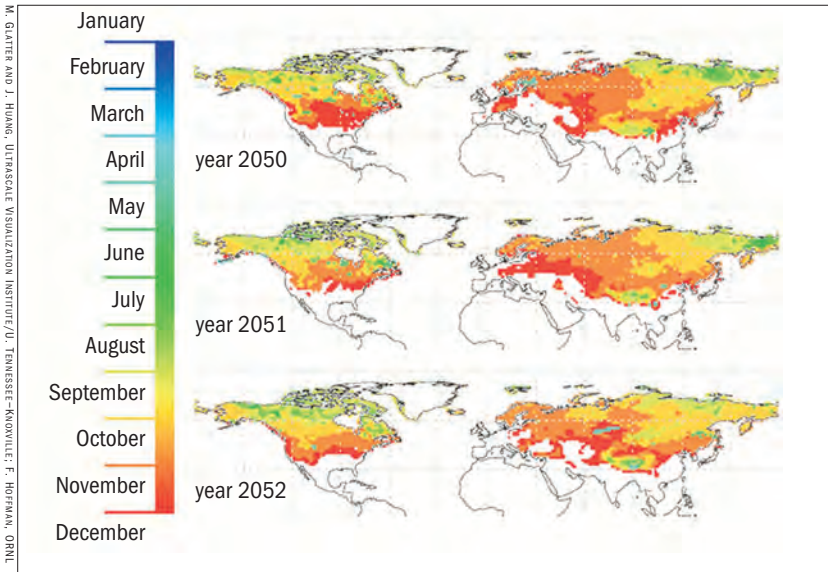 M. GLATTER AND J. HUANG, ULTRASCALE VISUALIZATION INSTITUTE/U. TENNESSEE–KNOXVILLE; F. HOFFMAN, ORNL
January
February
March
April
May
June
July
August
September
October
November
December
year 2050
year 2051
year 2052